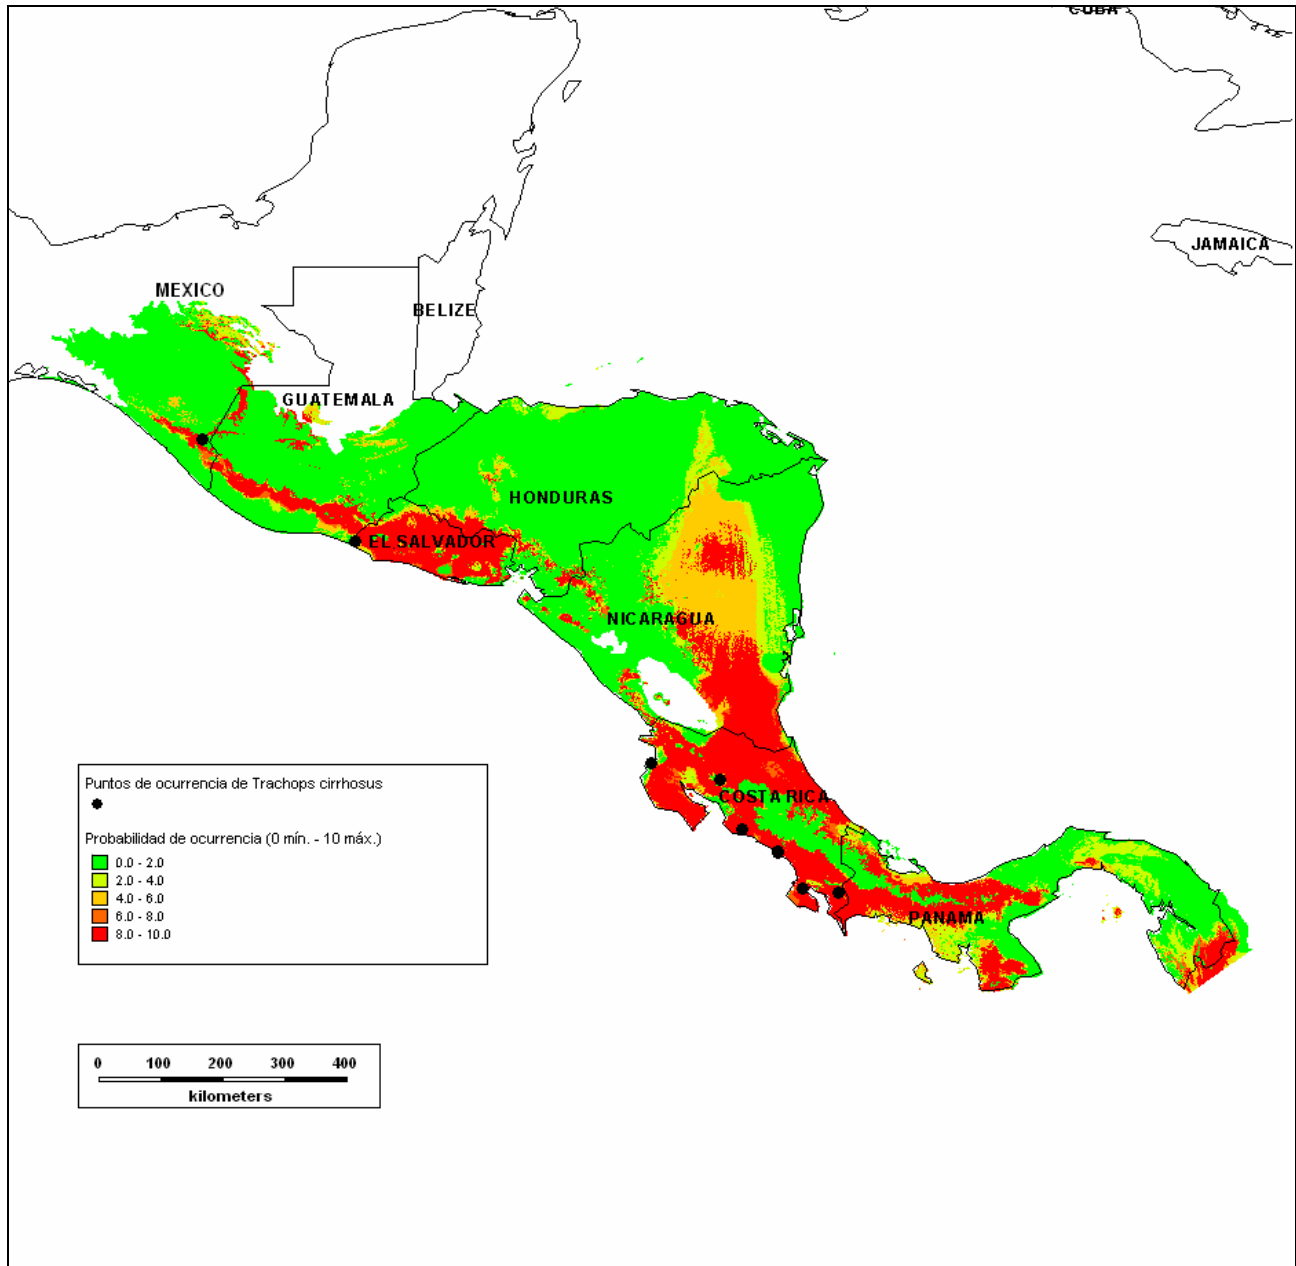 CUBA
JAMAICA
MEXICO
BELIZE
GUATEMALA
HONDURAS
EL SALVADOR
NICARAGUA
COSTA RICA
PANAMA
Puntos de ocurrencia de Trachops cirrhosus
Probabilidad de ocurrencia (0 mín. - 10 máx.)
0.0 - 2.0
2.0 - 4.0
4.0 - 6.0
6.0 - 8.0
8.0 - 10.0
0 100 200 300 400
kilometers